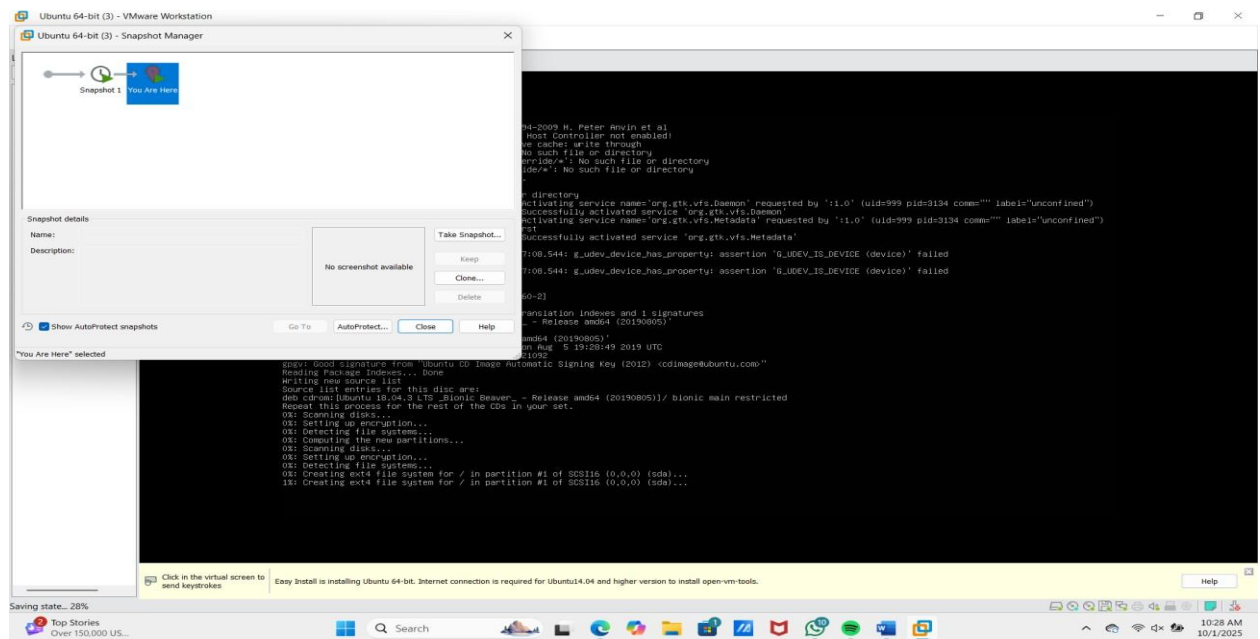 Ubuntu 64-bit (3) - VMware Workstation
Ubuntu 64-bit (3) - Snapshot Manager
Snapshot 1
You Are Here
Snapshot details
Name:
Description:
No screenshot available
Take Snapshot...
Keep
Clone...
Delete
Show AutoProtect snapshots
Go To
AutoProtect...
Close
Help
"You Are Here" selected
94-2009 H. Peter Anvin et al
Host Controller not enabled!
ve cache: write through
No such file or directory
erride/*': No such file or directory
ide/*': No such file or directory
r directory
Activating service name='org.gtk.vfs.Daemon' requested by ':1.0' (uid=999 pid=3134 comm="" label="unconfined")
Successfully activated service 'org.gtk.vfs.Daemon'
Activating service name='org.gtk.vfs.Metadata' requested by ':1.0' (uid=999 pid=3134 comm="" label="unconfined")
rst
Successfully activated service 'org.gtk.vfs.Metadata'
7:08.544: g_udev_device_has_property: assertion 'G_UDEV_IS_DEVICE (device)' failed
7:08.544: g_udev_device_has_property: assertion 'G_UDEV_IS_DEVICE (device)' failed
60-2]
ranslation indexes and 1 signatures
_ - Release amd64 (20190805)'
amd64 (20190805)'
on Aug  5 19:28:49 2019 UTC
21092
gpgv: Good signature from "Ubuntu CD Image Automatic Signing Key (2012) <cdimage@ubuntu.com>"
Reading Package Indexes... Done
Writing new source list
Source list entries for this disc are:
deb cdrom:[Ubuntu 18.04.3 LTS _Bionic Beaver_ - Release amd64 (20190805)]/ bionic main restricted
Repeat this process for the rest of the CDs in your set.
0%: Scanning disks...
0%: Setting up encryption...
0%: Detecting file systems...
0%: Computing the new partitions...
0%: Scanning disks...
0%: Setting up encryption...
0%: Detecting file systems...
0%: Creating ext4 file system for / in partition #1 of SCSI16 (0,0,0) (sda)...
1%: Creating ext4 file system for / in partition #1 of SCSI16 (0,0,0) (sda)...
Click in the virtual screen to
send keystrokes
Easy Install is installing Ubuntu 64-bit. Internet connection is required for Ubuntu14.04 and higher version to install open-vm-tools.
Help
Saving state... 28%
2
Top Stories
Over 150,000 US...
Search
10:28 AM
10/1/2025